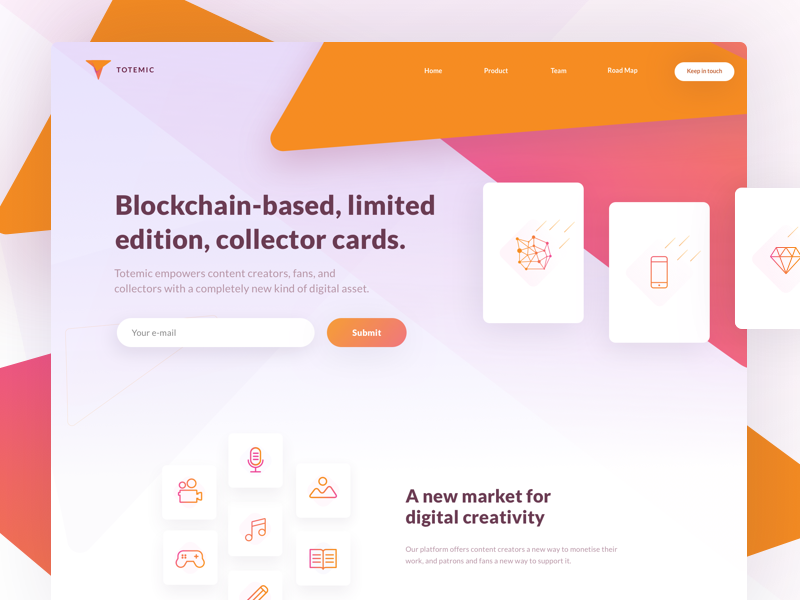 TOTEMIC
Home
Product
Team
Road Map
Keep in touch
Blockchain-based, limited
edition, collector cards.
Totemic empowers content creators, fans, and
collectors with a completely new kind of digital asset.
Your e-mail
Submit
A new market for
digital creativity
Our platform offers content creators a new way to monetise their
work, and patrons and fans a new way to support it.